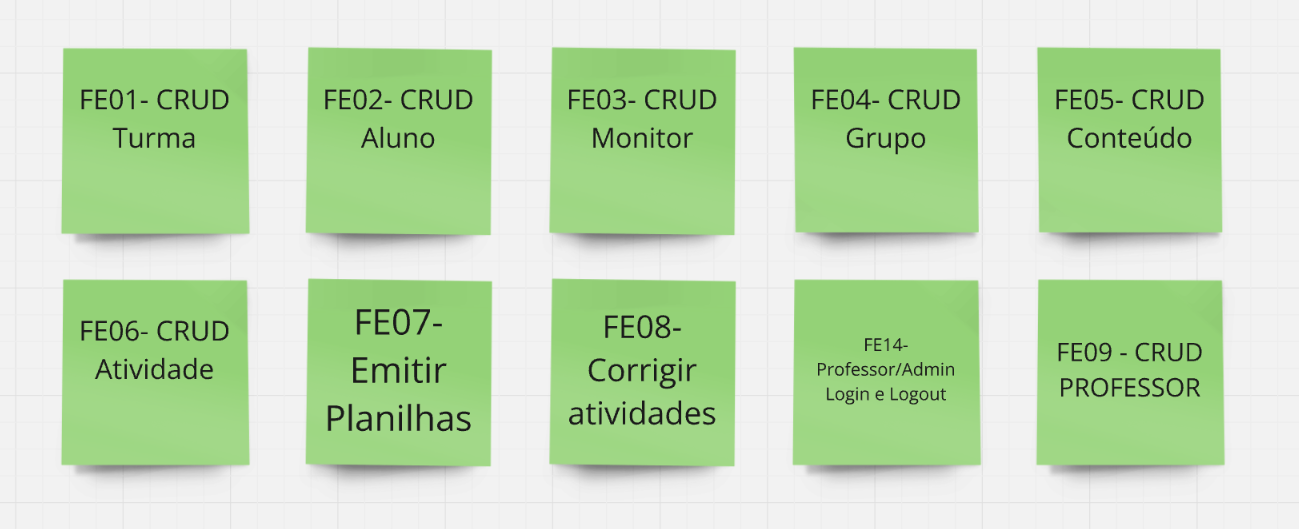 FE01- CRUD
Turma
FE02- CRUD
Aluno
FE03- CRUD
Monitor
FE04- CRUD
Grupo
FE05- CRUD
Conteúdo
FE06- CRUD
Atividade
FE07-
Emitir
Planilhas
FE08-
Corrigir
atividades
FE14-
Professor/Admin
Login e Logout
FE09 - CRUD
PROFESSOR